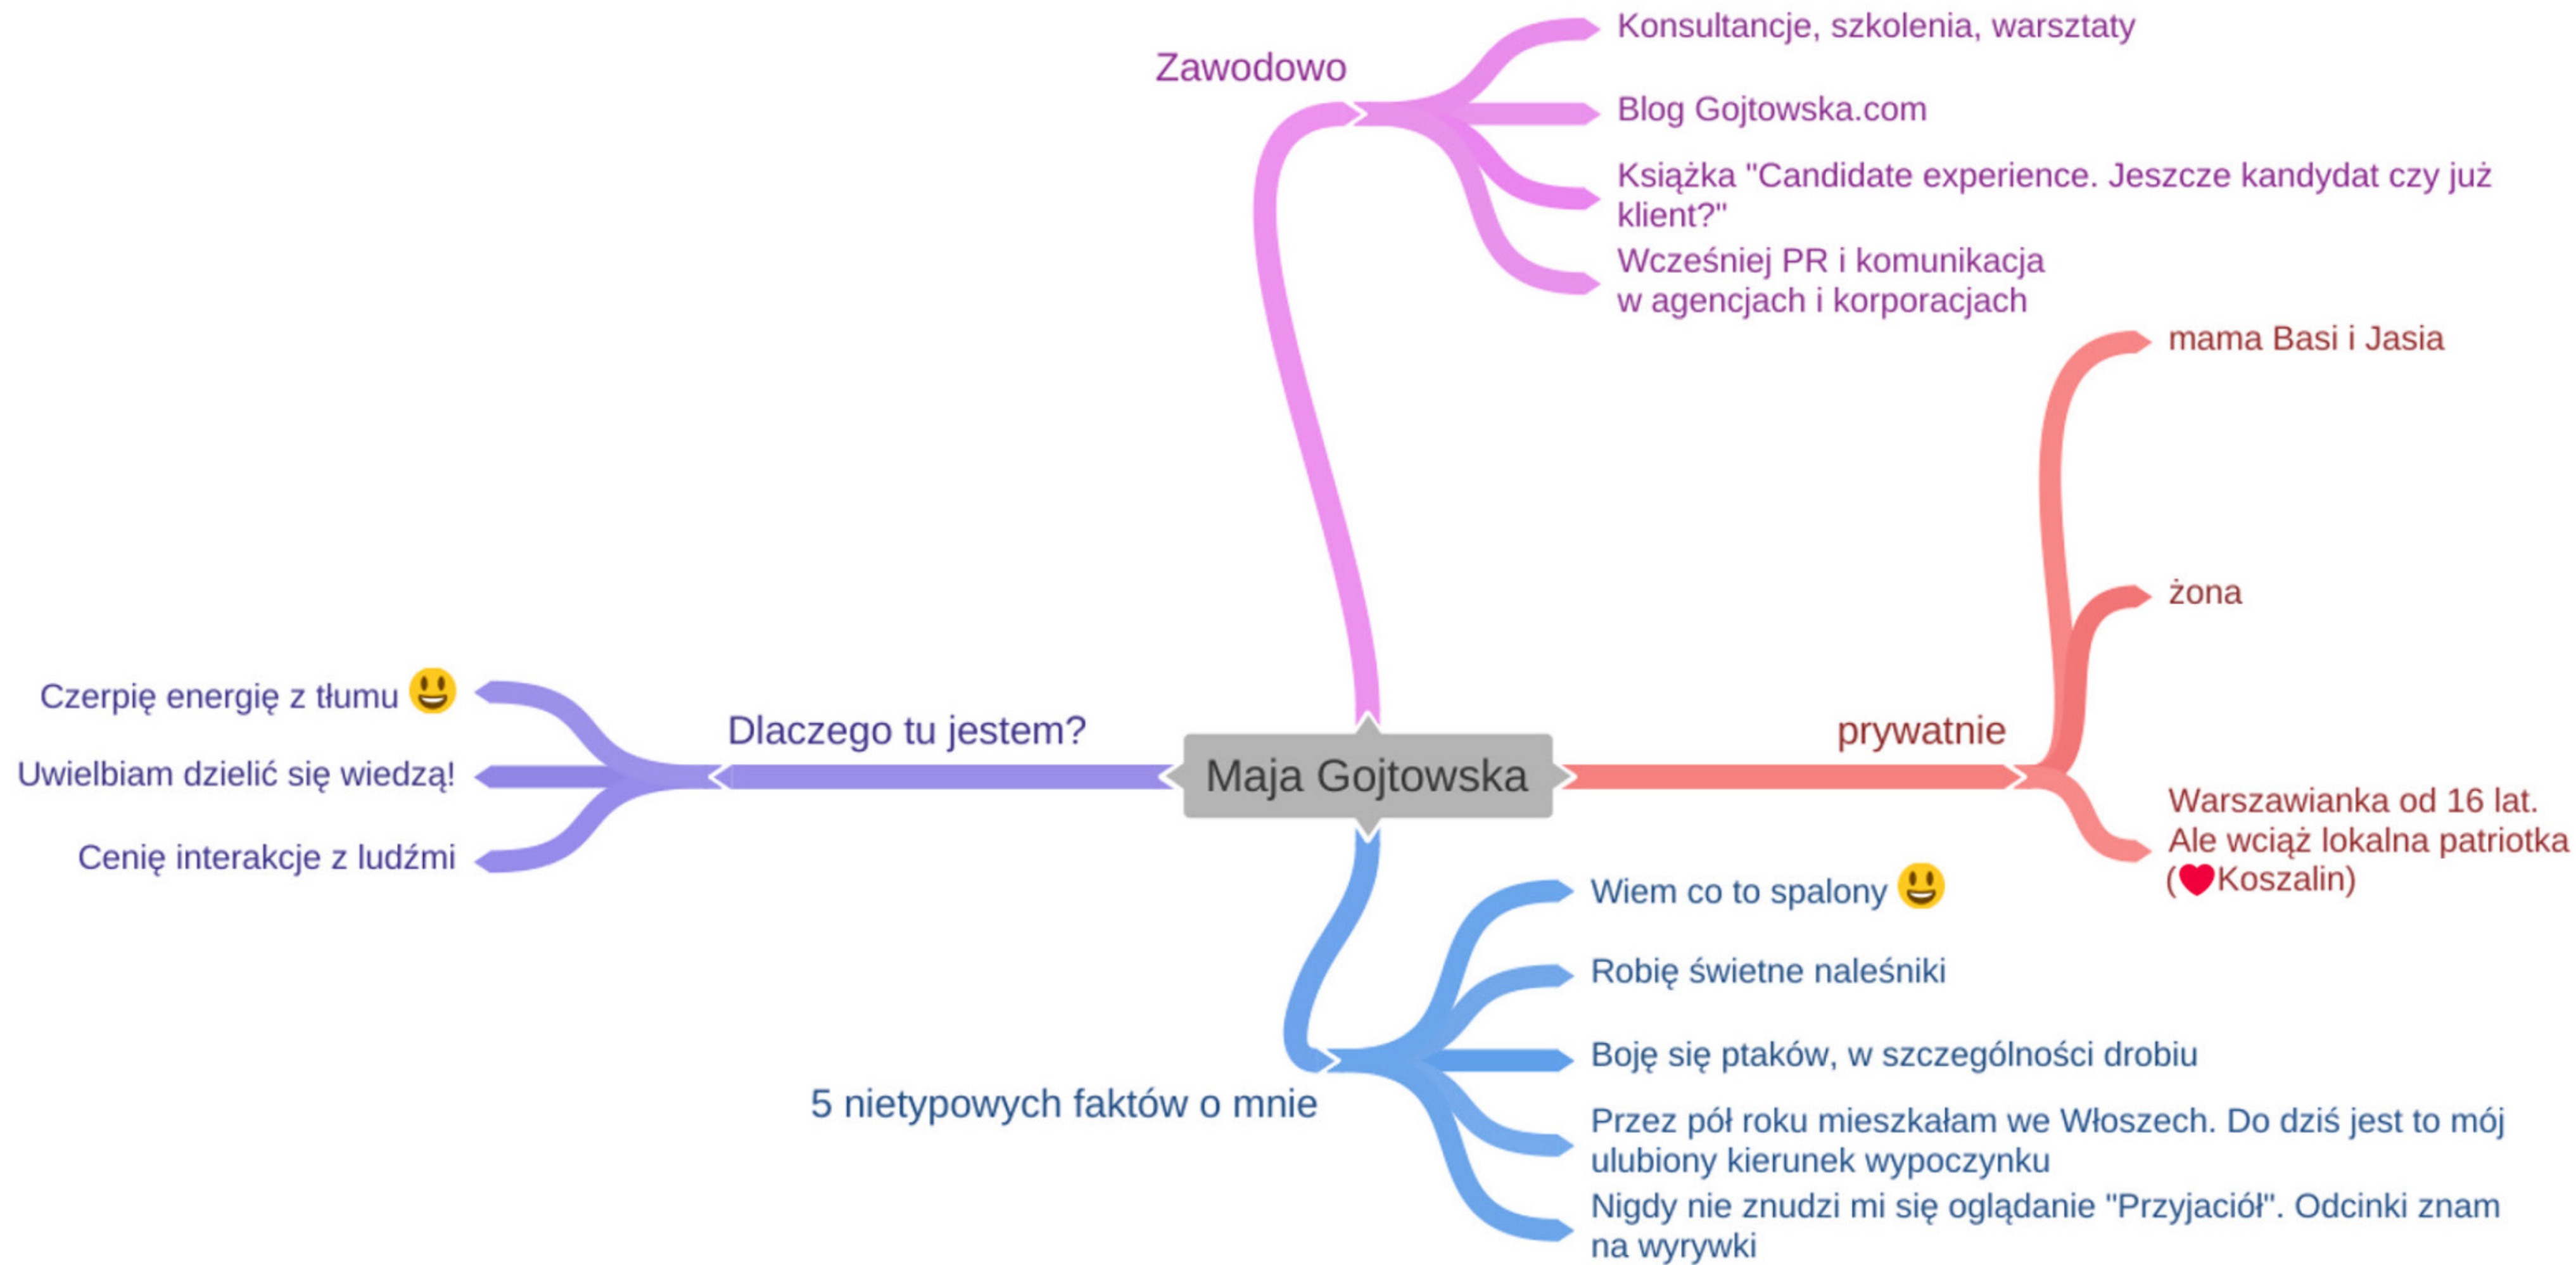 Zawodowo
Konsultancje, szkolenia, warsztaty
Blog Gojtowska.com
Książka "Candidate experience. Jeszcze kandydat czy już
klient?"
Wcześniej PR i komunikacja
w agencjach i korporacjach
Maja Gojtowska
prywatnie
mama Basi i Jasia
żona
Warszawianka od 16 lat.
Ale wciąż lokalna patriotka
(❤Koszalin)
Dlaczego tu jestem?
Czerpię energię z tłumu 😃
Uwielbiam dzielić się wiedzą!
Cenię interakcje z ludźmi
5 nietypowych faktów o mnie
Wiem co to spalony 😃
Robię świetne naleśniki
Boję się ptaków, w szczególności drobiu
Przez pół roku mieszkałam we Włoszech. Do dziś jest to mój
ulubiony kierunek wypoczynku
Nigdy nie znudzi mi się oglądanie "Przyjaciół". Odcinki znam
na wyrywki